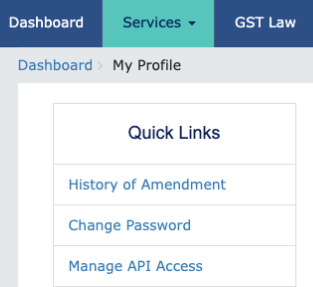 Dashboard Services GST Law
Dashboard > My Profile
Quick Links
History of Amendment
Change Password
Manage API Access